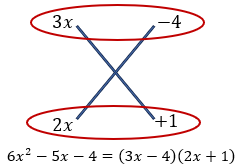 3x −4
2x +1
6x² − 5x − 4 = (3x − 4)(2x + 1)